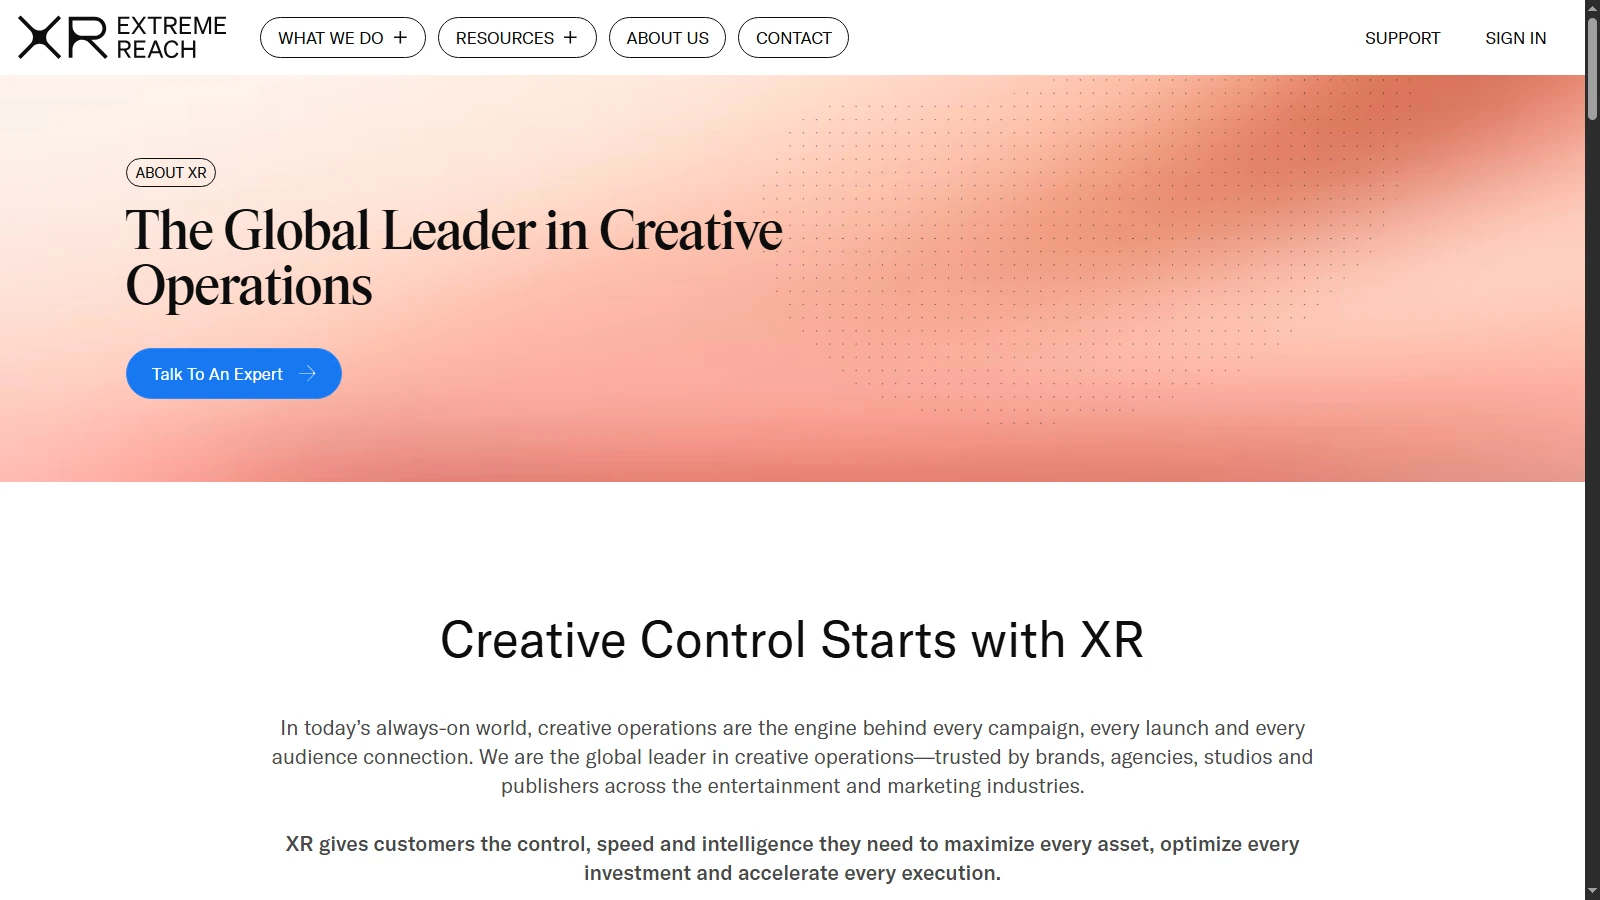 XR EXTREME
REACH
WHAT WE DO +
RESOURCES +
ABOUT US
CONTACT
SUPPORT
SIGN IN
ABOUT XR
The Global Leader in Creative
Operations
Talk To An Expert
Creative Control Starts with XR
In today’s always-on world, creative operations are the engine behind every campaign, every launch and every
audience connection. We are the global leader in creative operations—trusted by brands, agencies, studios and
publishers across the entertainment and marketing industries.
XR gives customers the control, speed and intelligence they need to maximize every asset, optimize every
investment and accelerate every execution.